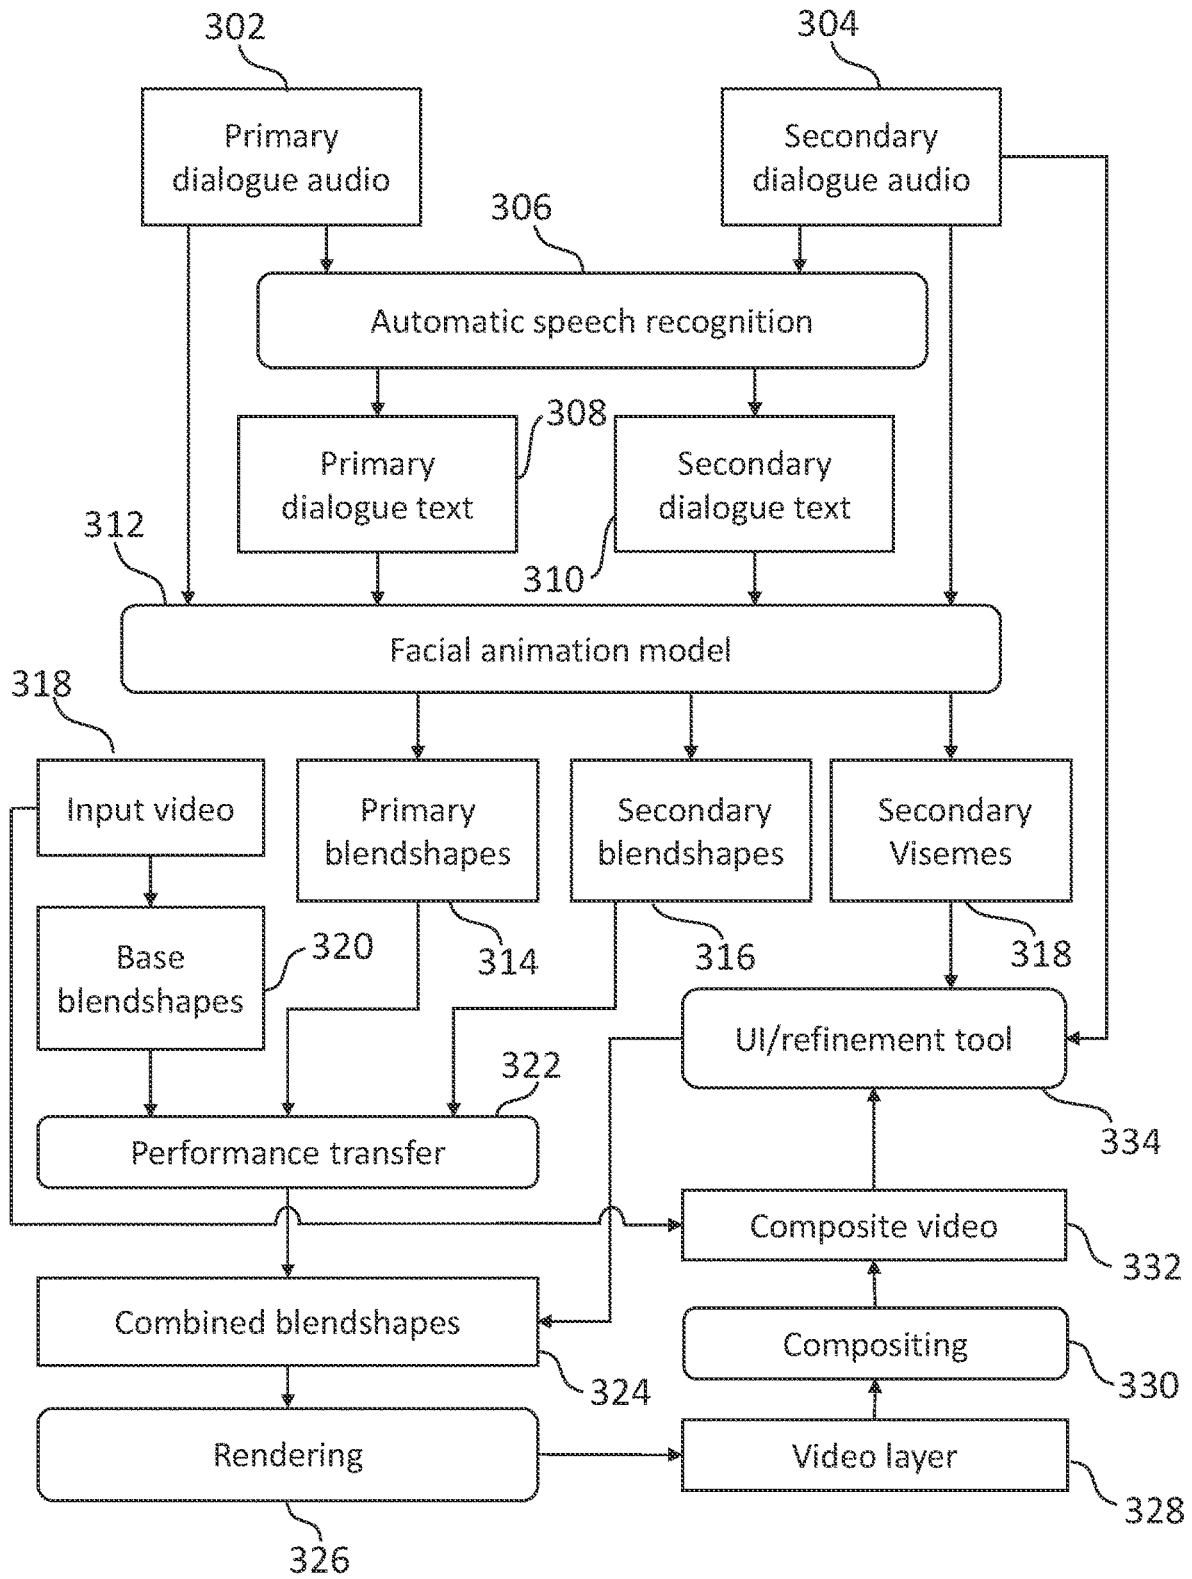 302
304
Primary
dialogue audio
Secondary
dialogue audio
306
Automatic speech recognition
308
Primary
dialogue text
Secondary
dialogue text
312
310
Facial animation model
318
Input video
Primary
blendshapes
Secondary
blendshapes
Secondary
Visemes
Base
blendshapes
320
314
316
318
UI/refinement tool
322
334
Performance transfer
Composite video
332
Combined blendshapes
Compositing
324
330
Rendering
Video layer
328
326